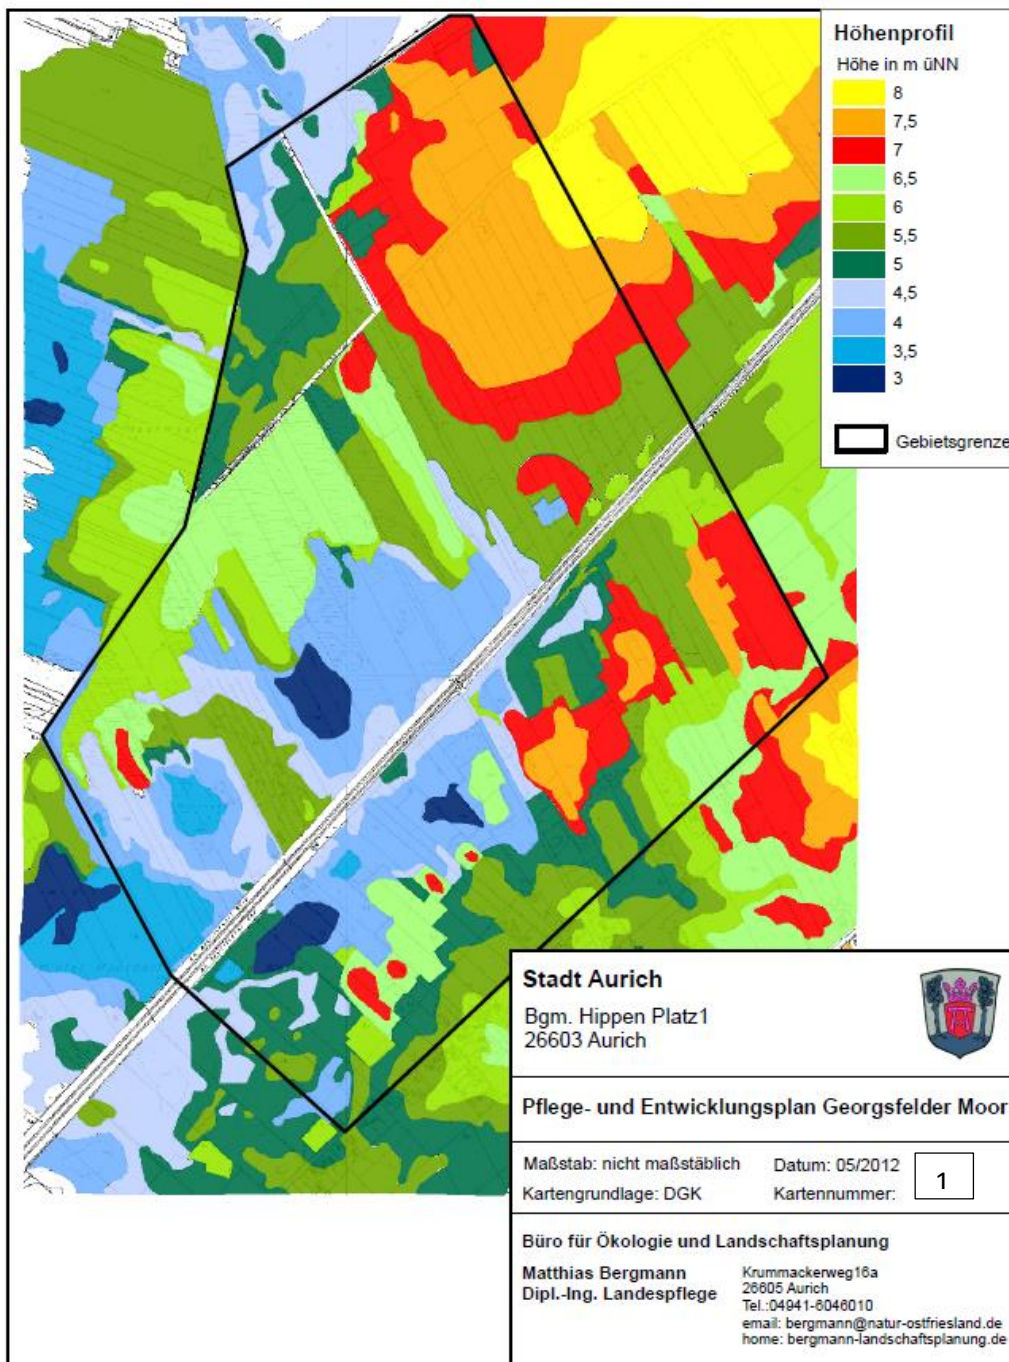 Höhenprofil
Höhe in m üNN
8
7,5
7
6,5
6
5,5
5
4,5
4
3,5
3
Gebietsgrenze
Stadt Aurich
Bgm. Hippen Platz1
26603 Aurich
Pflege- und Entwicklungsplan Georgsfelder Moor
Maßstab: nicht maßstäblich
Datum: 05/2012
Kartengrundlage: DGK
Kartennummer: 1
Büro für Ökologie und Landschaftsplanung
Matthias Bergmann
Dipl.-Ing. Landespflege
Krummackerweg16a
26605 Aurich
Tel.:04941-6046010
email: bergmann@natur-ostfriesland.de
home: bergmann-landschaftsplanung.de